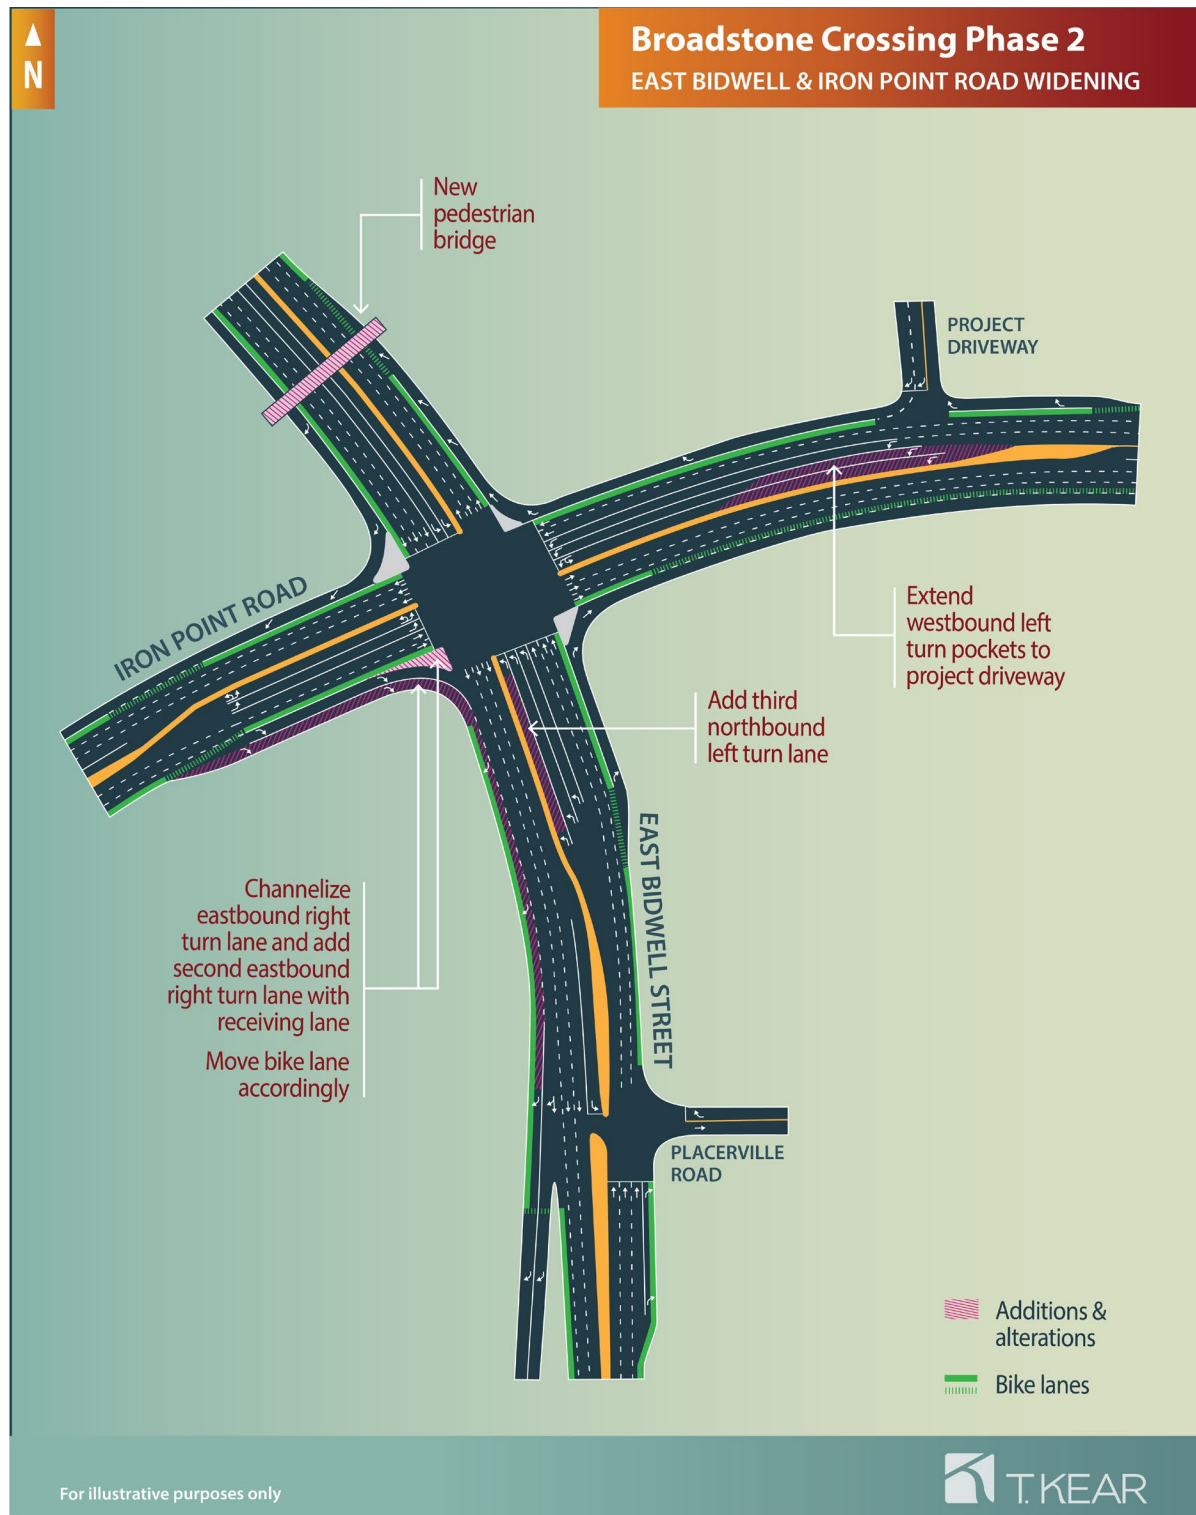 N
Broadstone Crossing Phase 2
EAST BIDWELL & IRON POINT ROAD WIDENING
New
pedestrian
bridge
PROJECT
DRIVEWAY
IRON POINT ROAD
Extend
westbound left
turn pockets to
project driveway
Add third
northbound
left turn lane
EAST BIDWELL STREET
Channelize
eastbound right
turn lane and add
second eastbound
right turn lane with
receiving lane
Move bike lane
accordingly
PLACERVILLE
ROAD
Additions &
alterations
Bike lanes
For illustrative purposes only
T. KEAR